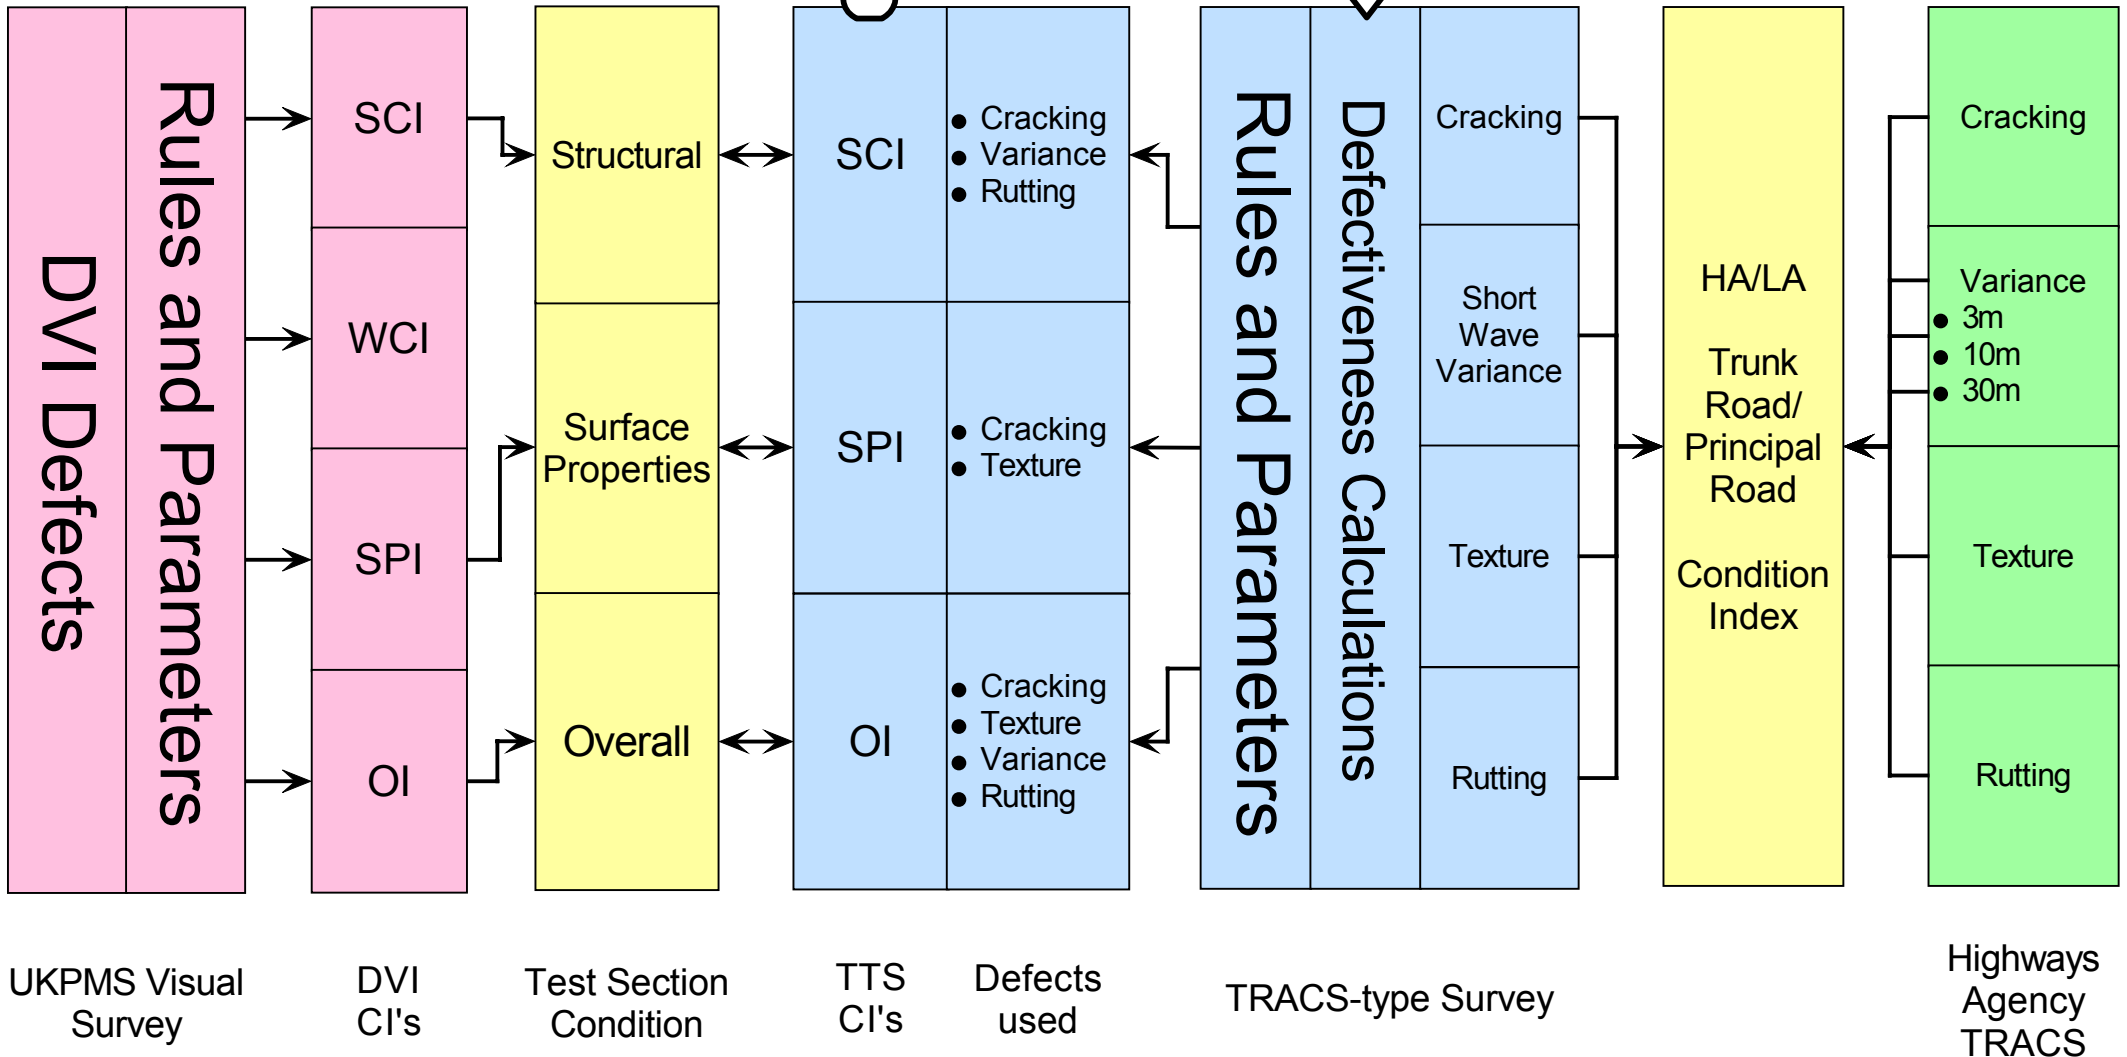 DVI Defects
Rules and Parameters
SCI
WCI
SPI
OI
Structural
Surface
Properties
Overall
SCI
● Cracking
● Variance
● Rutting
SPI
● Cracking
● Texture
OI
● Cracking
● Texture
● Variance
● Rutting
Rules and Parameters
Defectiveness Calculations
Cracking
Short
Wave
Variance
Texture
Rutting
HA/LA
Trunk
Road/
Principal
Road
Condition
Index
Cracking
Variance
● 3m
● 10m
● 30m
Texture
Rutting
UKPMS Visual
Survey
DVI
CI's
Test Section
Condition
TTS
CI's
Defects
used
TRACS-type Survey
Highways
Agency
TRACS